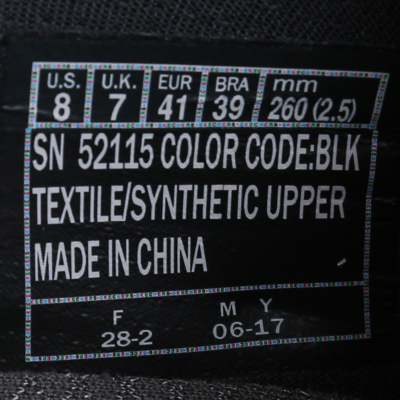 U.S. U.K. EUR BRA mm
8 7 41 39 260 (2.5)
SN 52115 COLOR CODE:BLK
TEXTILE/SYNTHETIC UPPER
MADE IN CHINA
F M Y
28-2 06-17